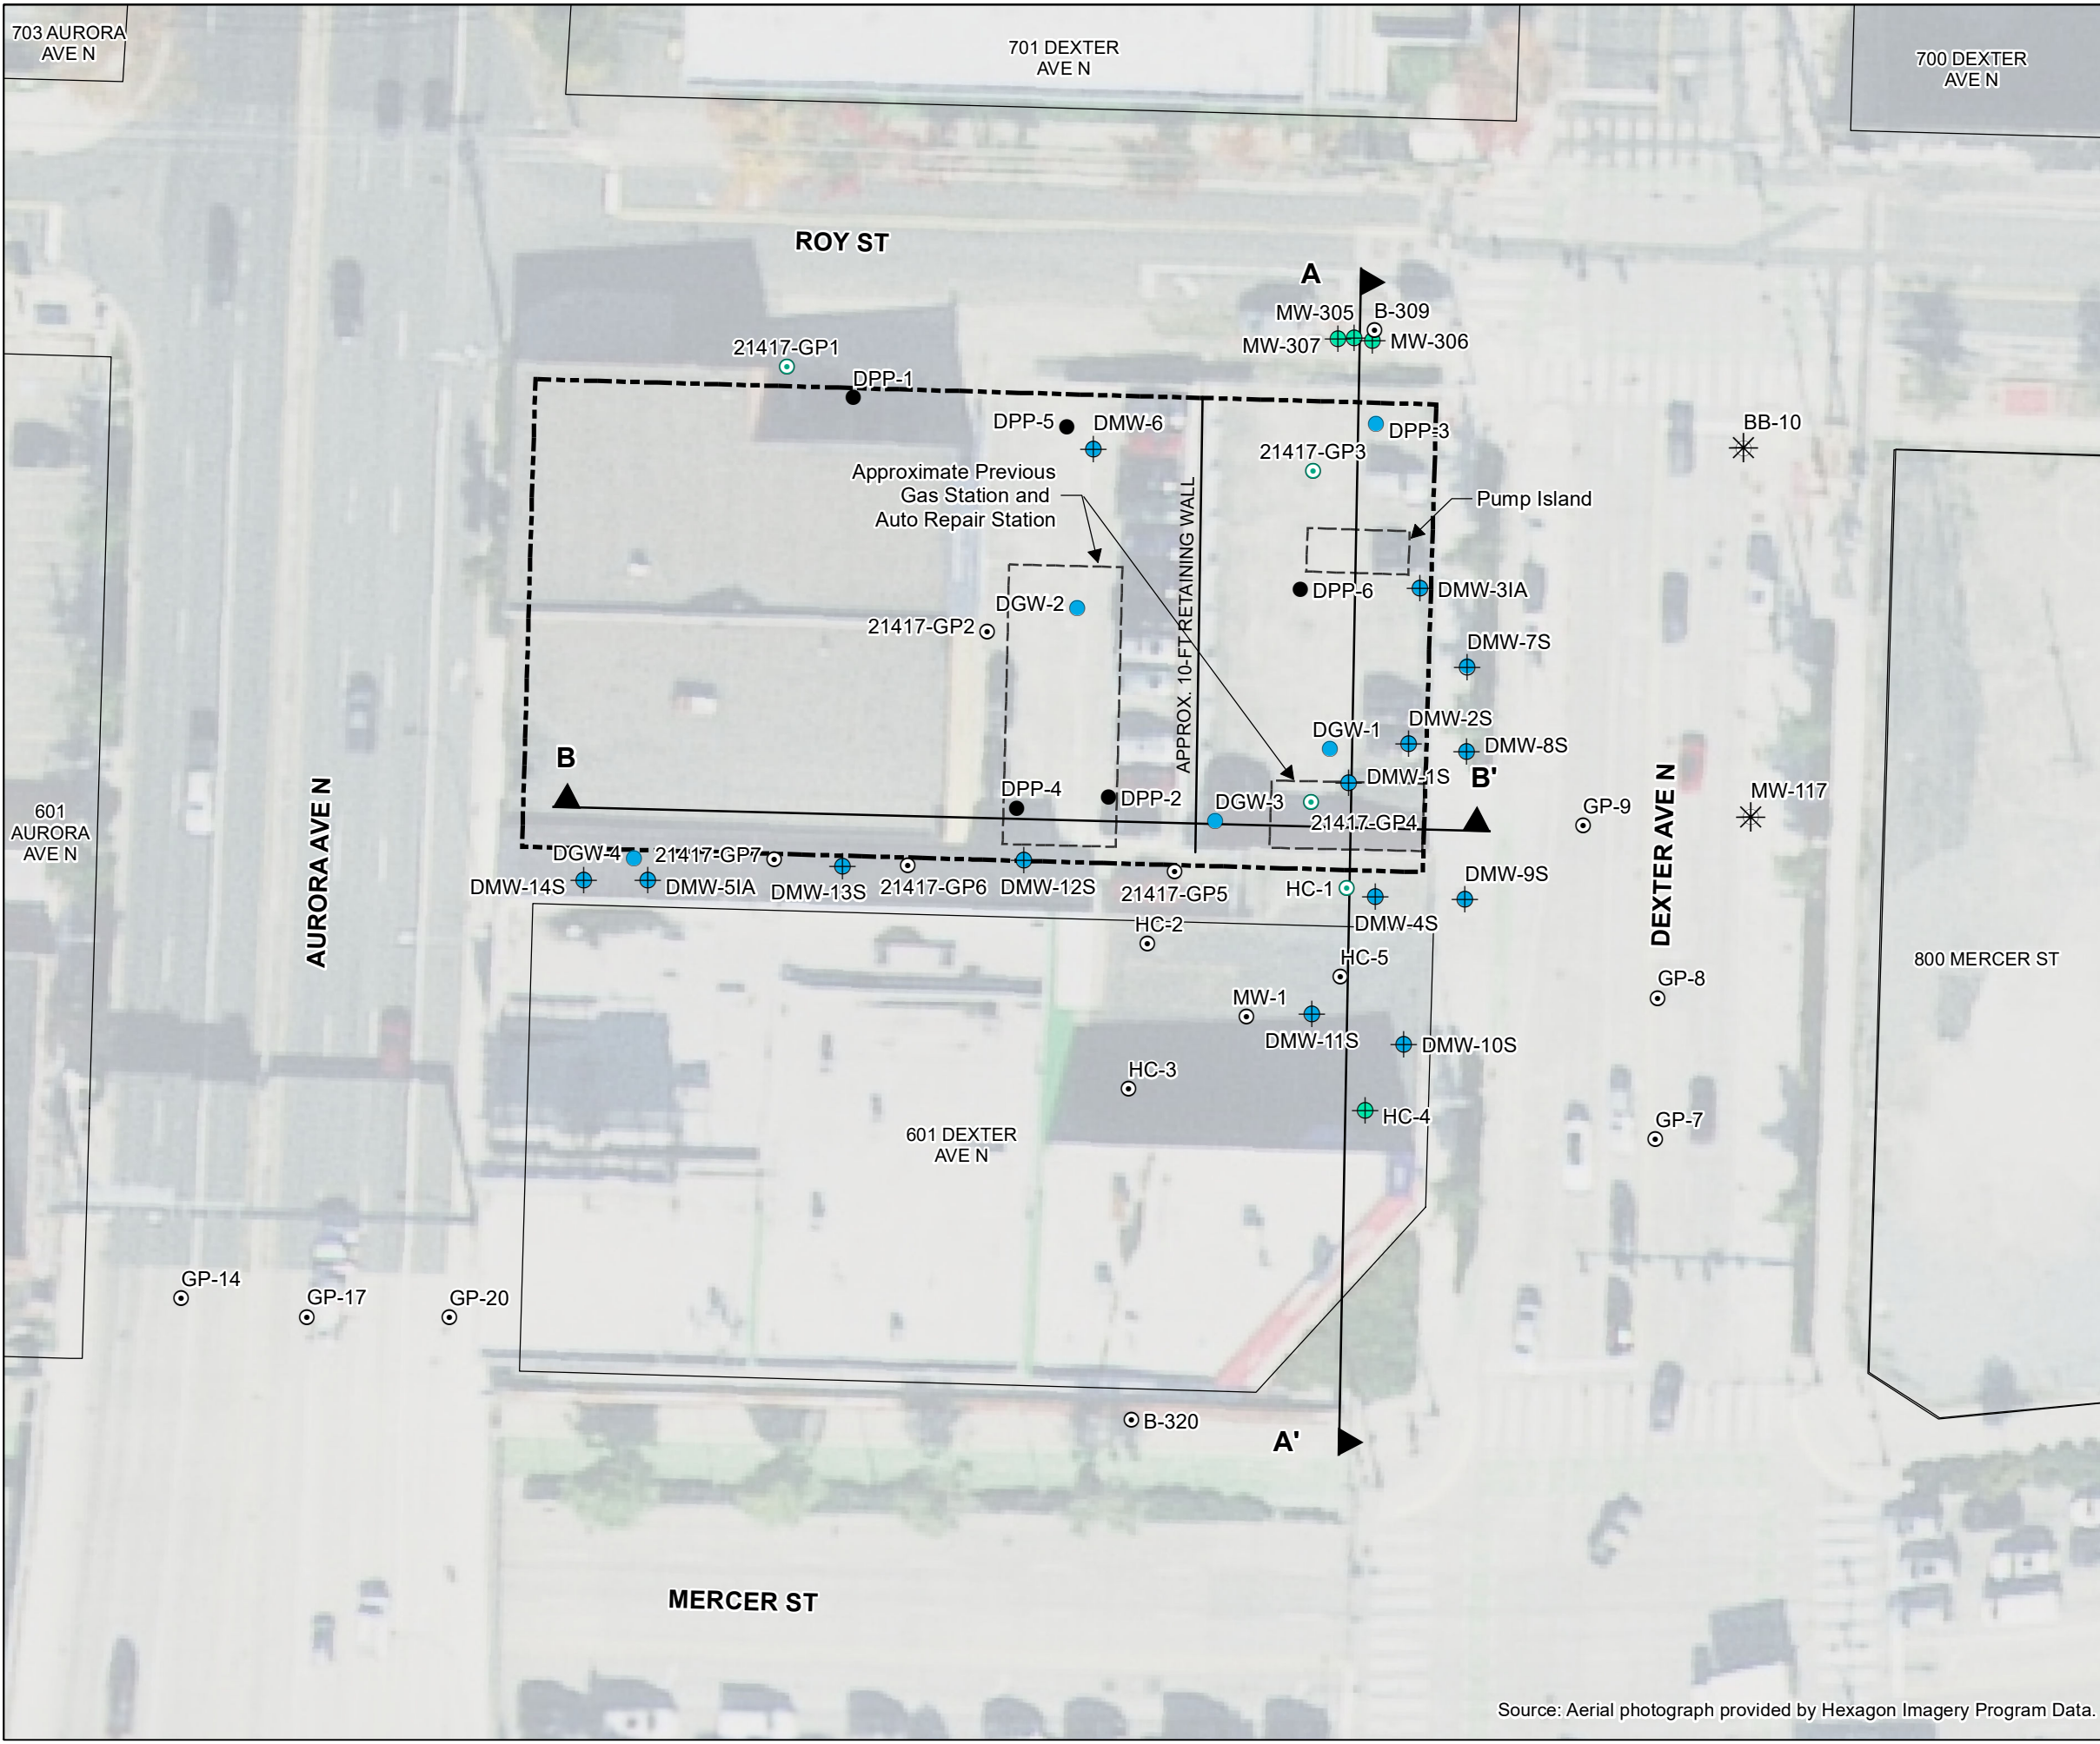 703 AURORA
AVE N
701 DEXTER
AVE N
700 DEXTER
AVE N
ROY ST
A
MW-305
B-309
MW-307
MW-306
21417-GP1
DPP-1
DPP-5
DMW-6
DPP-3
BB-10
21417-GP3
Approximate Previous
Gas Station and
Auto Repair Station
Pump Island
APPROX. 10-FT RETAINING WALL
DPP-6
DMW-3IA
DGW-2
21417-GP2
DMW-7S
DMW-2S
DGW-1
DMW-8S
B
DMW-1S
B'
DPP-4
DPP-2
DGW-3
MW-117
21417-GP4
GP-9
601
AURORA
AVE N
AURORA AVE N
DEXTER AVE N
DGW-4
21417-GP7
DMW-14S
DMW-5IA
DMW-13S
21417-GP6
DMW-12S
21417-GP5
HC-1
DMW-9S
DMW-4S
HC-2
HC-5
800 MERCER ST
GP-8
MW-1
DMW-11S
DMW-10S
HC-3
HC-4
GP-7
601 DEXTER
AVE N
GP-14
GP-17
GP-20
B-320
A'
MERCER ST
Source: Aerial photograph provided by Hexagon Imagery Program Data.